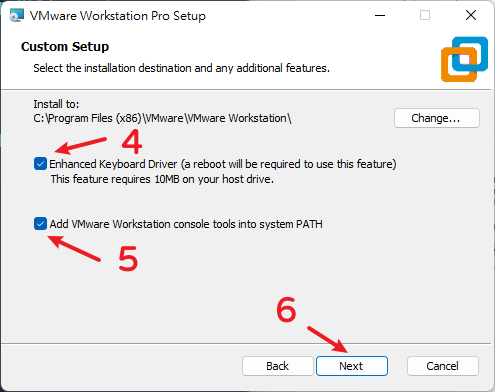 VMware Workstation Pro Setup
Custom Setup
Select the installation destination and any additional features.
Install to:
C:\Program Files (x86)\VMware\VMware Workstation\
Change...
4
Enhanced Keyboard Driver (a reboot will be required to use this feature)
This feature requires 10MB on your host drive.
Add VMware Workstation console tools into system PATH
5
6
Back
Next
Cancel